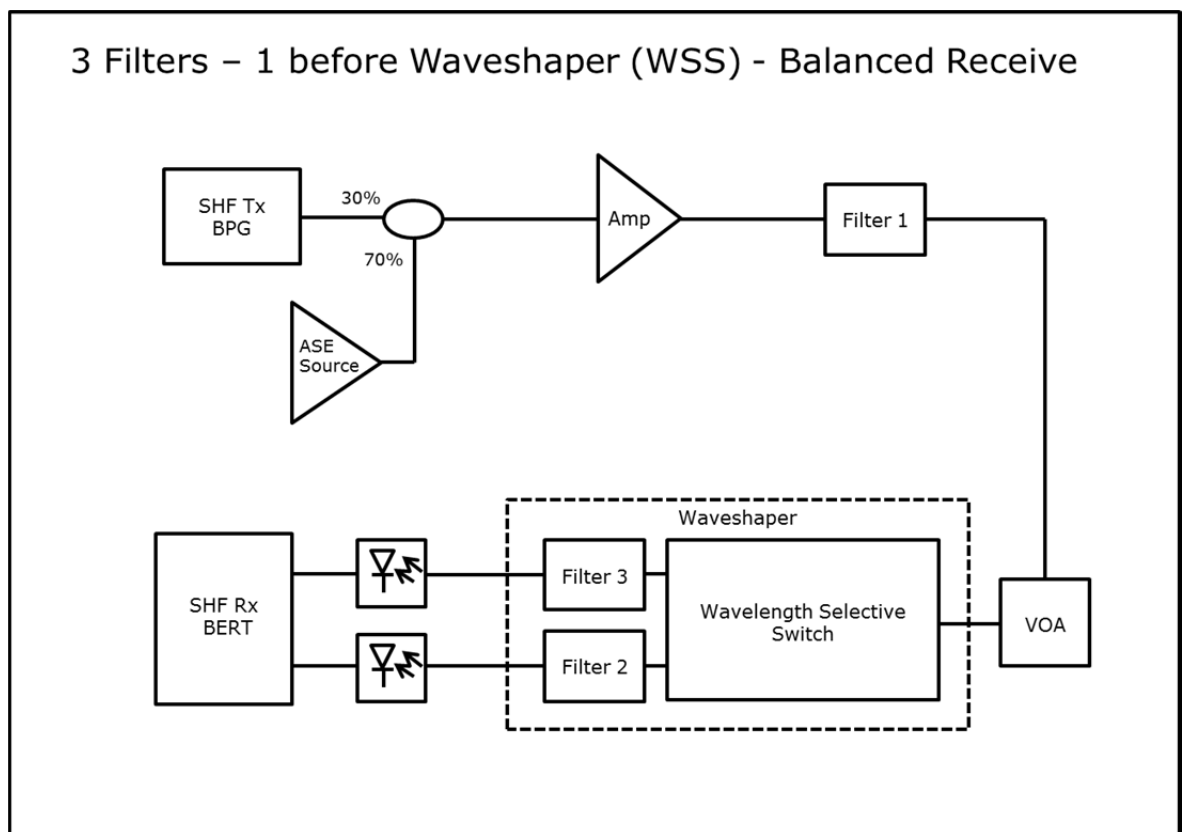 3 Filters – 1 before Waveshaper (WSS) - Balanced Receive
SHF Tx
BPG
30%
70%
ASE
Source
Amp
Filter 1
Waveshaper
SHF Rx
BERT
Filter 3
Filter 2
Wavelength Selective
Switch
VOA